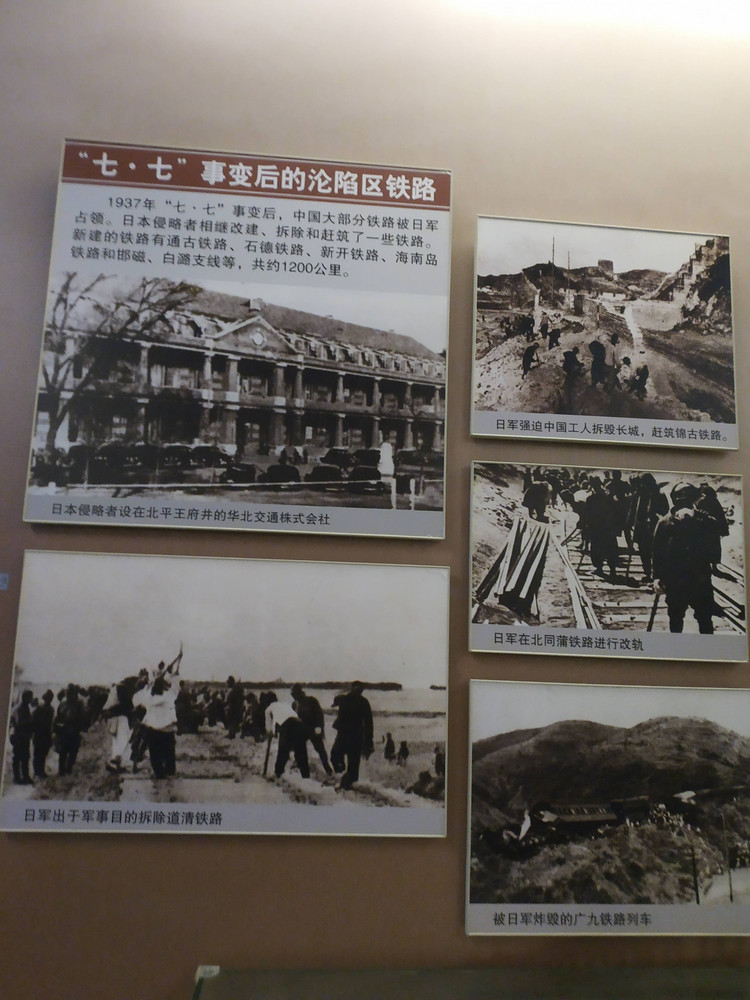 “七·七”事变后的沦陷区铁路
1937年“七·七”事变后，中国大部分铁路被日军
占领。日本侵略者相继改建、拆除和赶筑了一些铁路。
新建的铁路有通古铁路、石德铁路、新开铁路、海南岛
铁路和邯磁、白潞支线等，共约1200公里。
日本侵略者设在北平王府井的华北交通株式会社
日军出于军事目的拆除道清铁路
日军强迫中国工人拆毁长城，赶筑锦古铁路。
日军在北同蒲铁路进行改轨
被日军炸毁的广九铁路列车